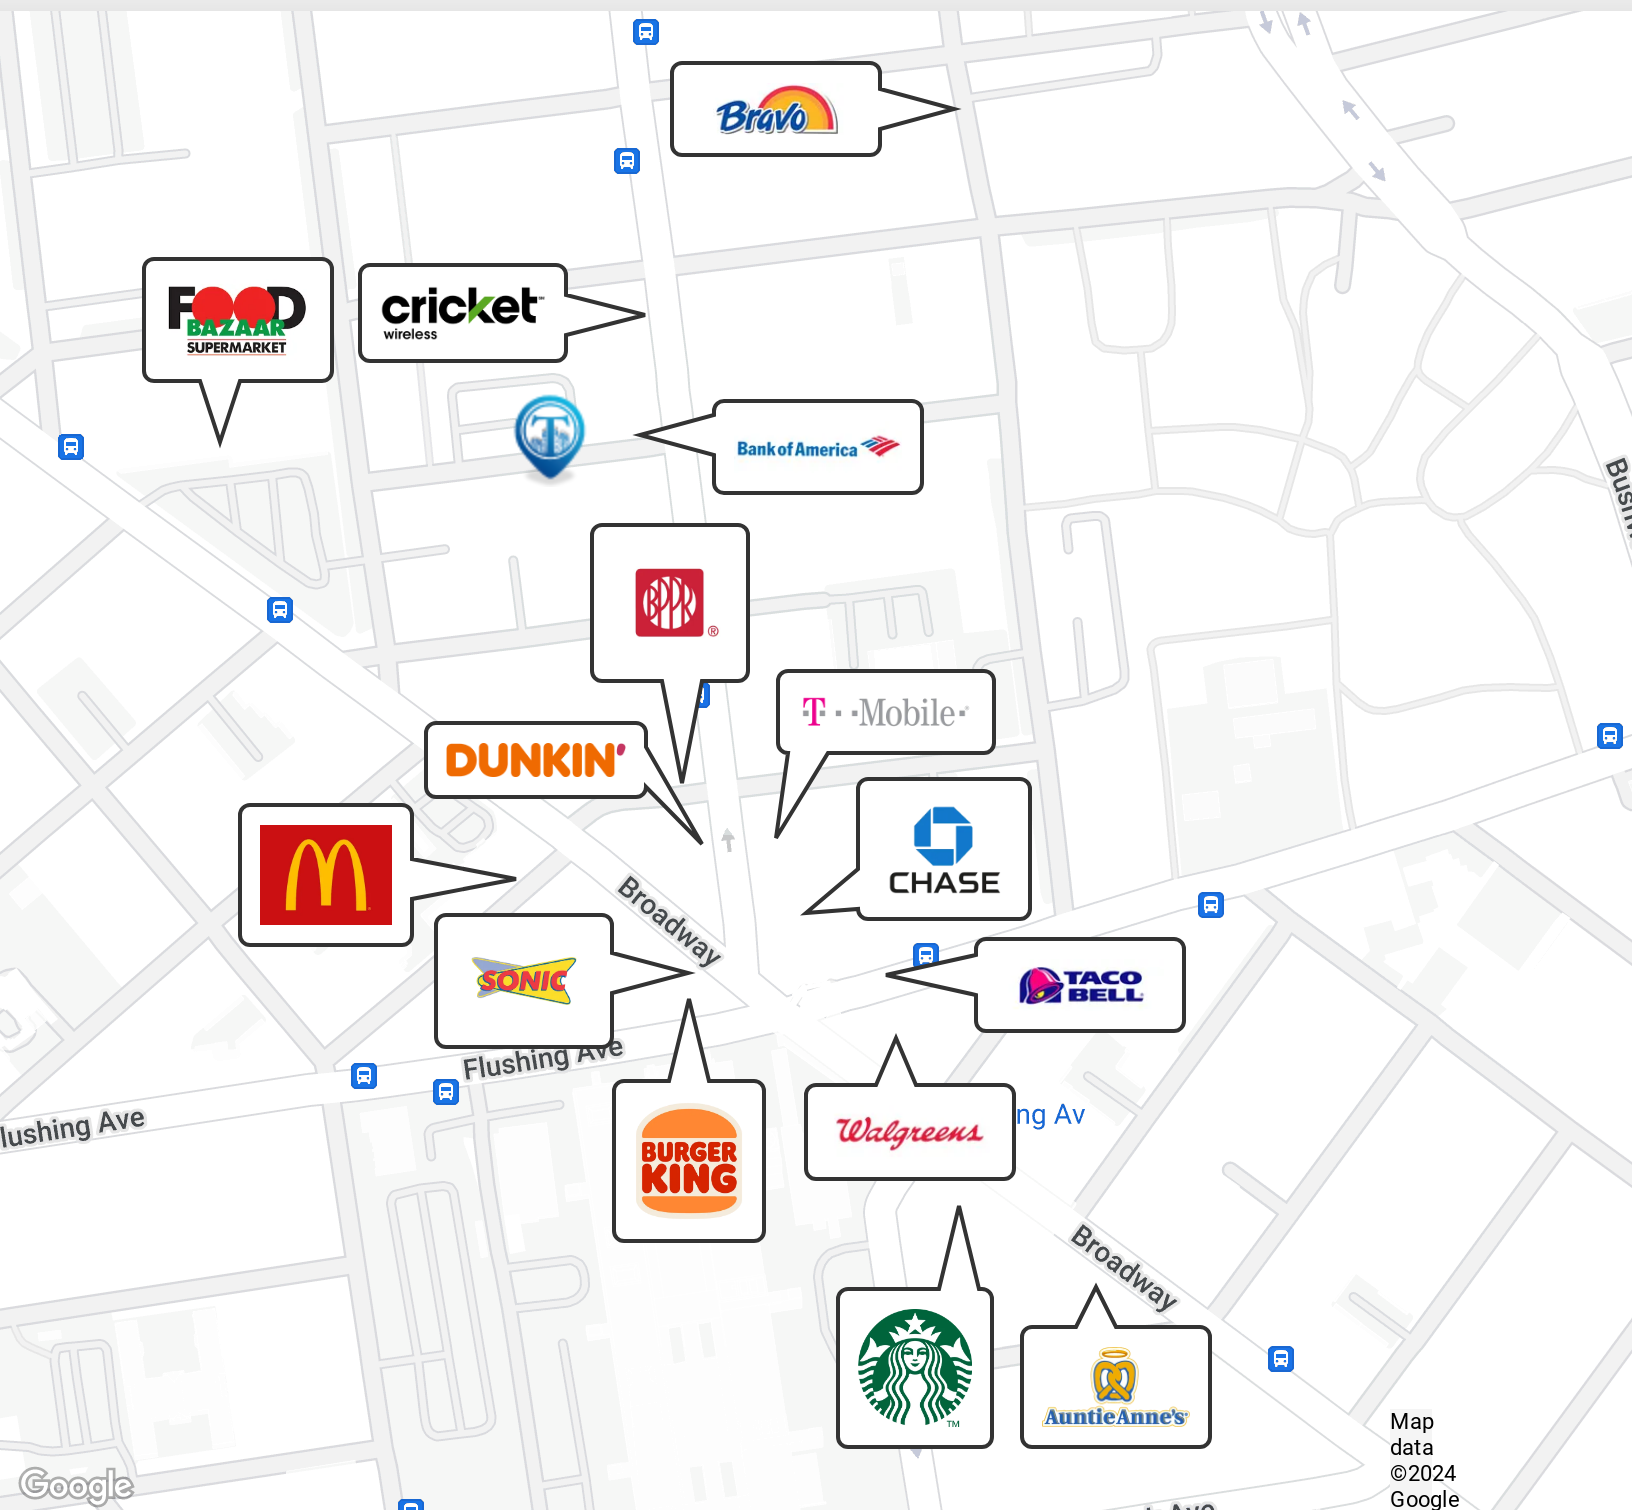 Bravo
FOOD
BAZAAR
SUPERMARKET
cricket
wireless
T
Bank of America
BPPR
®
T··Mobile·
DUNKIN'
CHASE
M
Broadway
SONIC
TACO
BELL
Flushing Ave
lushing Ave
BURGER
KING
Walgreens
ng Av
Broadway
TM
Auntie Anne's
Map
data
©2024
Google
Google